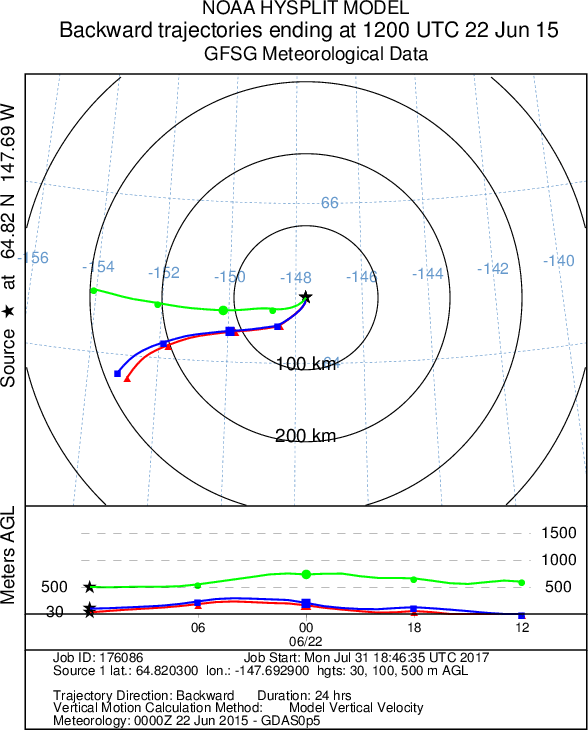 NOAA HYSPLIT MODEL
Backward trajectories ending at 1200 UTC 22 Jun 15
GFSG Meteorological Data
Source ★ at 64.82 N 147.69 W
66
-156
-154
-152
-150
-148
-146
-144
-142
-140
64
100 km
200 km
Meters AGL
1500
1000
500
500
30
06
00
18
12
06/22
Job ID: 176086 Job Start: Mon Jul 31 18:46:35 UTC 2017
Source 1 lat.: 64.820300 lon.: -147.692900 hgts: 30, 100, 500 m AGL
Trajectory Direction: Backward Duration: 24 hrs
Vertical Motion Calculation Method: Model Vertical Velocity
Meteorology: 0000Z 22 Jun 2015 - GDAS0p5